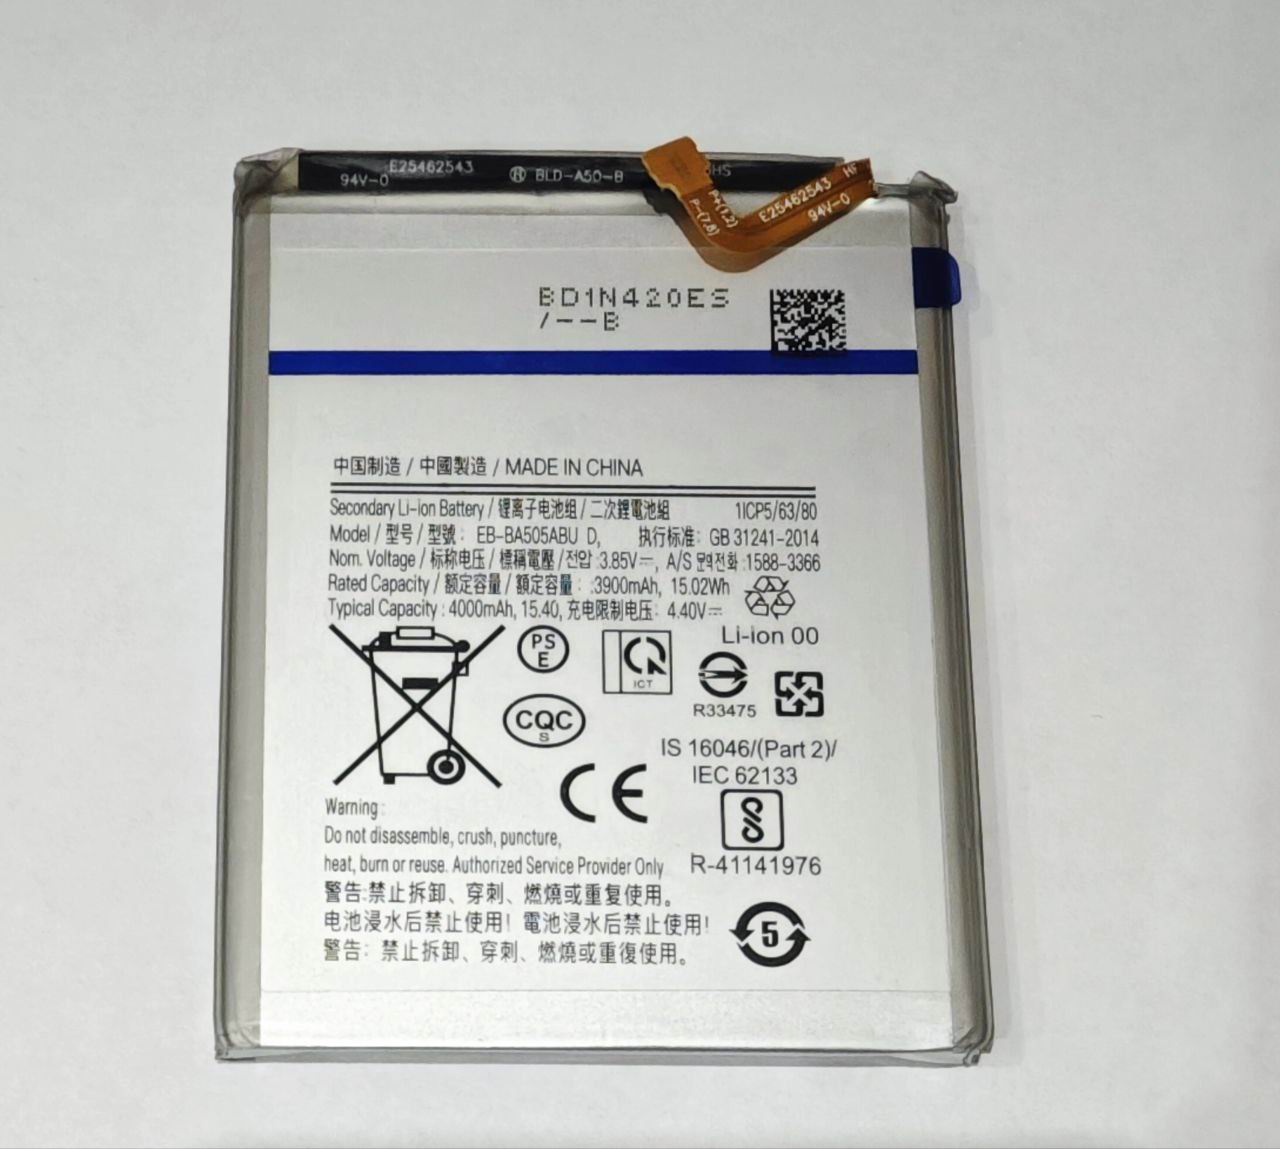 E25462543
94V-0
BLD-A50-B
HS
P+(1,2)
P-(7,8)
E25462543 HF
94V-0
BD1N420ES
/--B
中国制造 / 中國製造 / MADE IN CHINA
Secondary Li-ion Battery / 锂离子电池组 / 二次鋰電池組 1ICP5/63/80
Model / 型号 / 型號： EB-BA505ABU D, 执行标准： GB 31241-2014
Nom. Voltage / 标称电压 / 標稱電壓 / 전압 :3.85V⎓, A/S 문역전화 :1588-3366
Rated Capacity / 额定容量 / 額定容量： :3900mAh, 15.02Wh
Typical Capacity : 4000mAh, 15.40, 充电限制电压： 4.40V⎓
Li-ion 00
PS
E
ICT
R33475
CQC
S
IS 16046/(Part 2)/
IEC 62133
CE
Warning :
Do not disassemble, crush, puncture,
heat, burn or reuse. Authorized Service Provider Only
R-41141976
警告:禁止拆卸、穿刺、燃燒或重复使用。
电池浸水后禁止使用！電池浸水后禁止使用！
警告：禁止拆卸、穿刺、燃燒或重復使用。
5